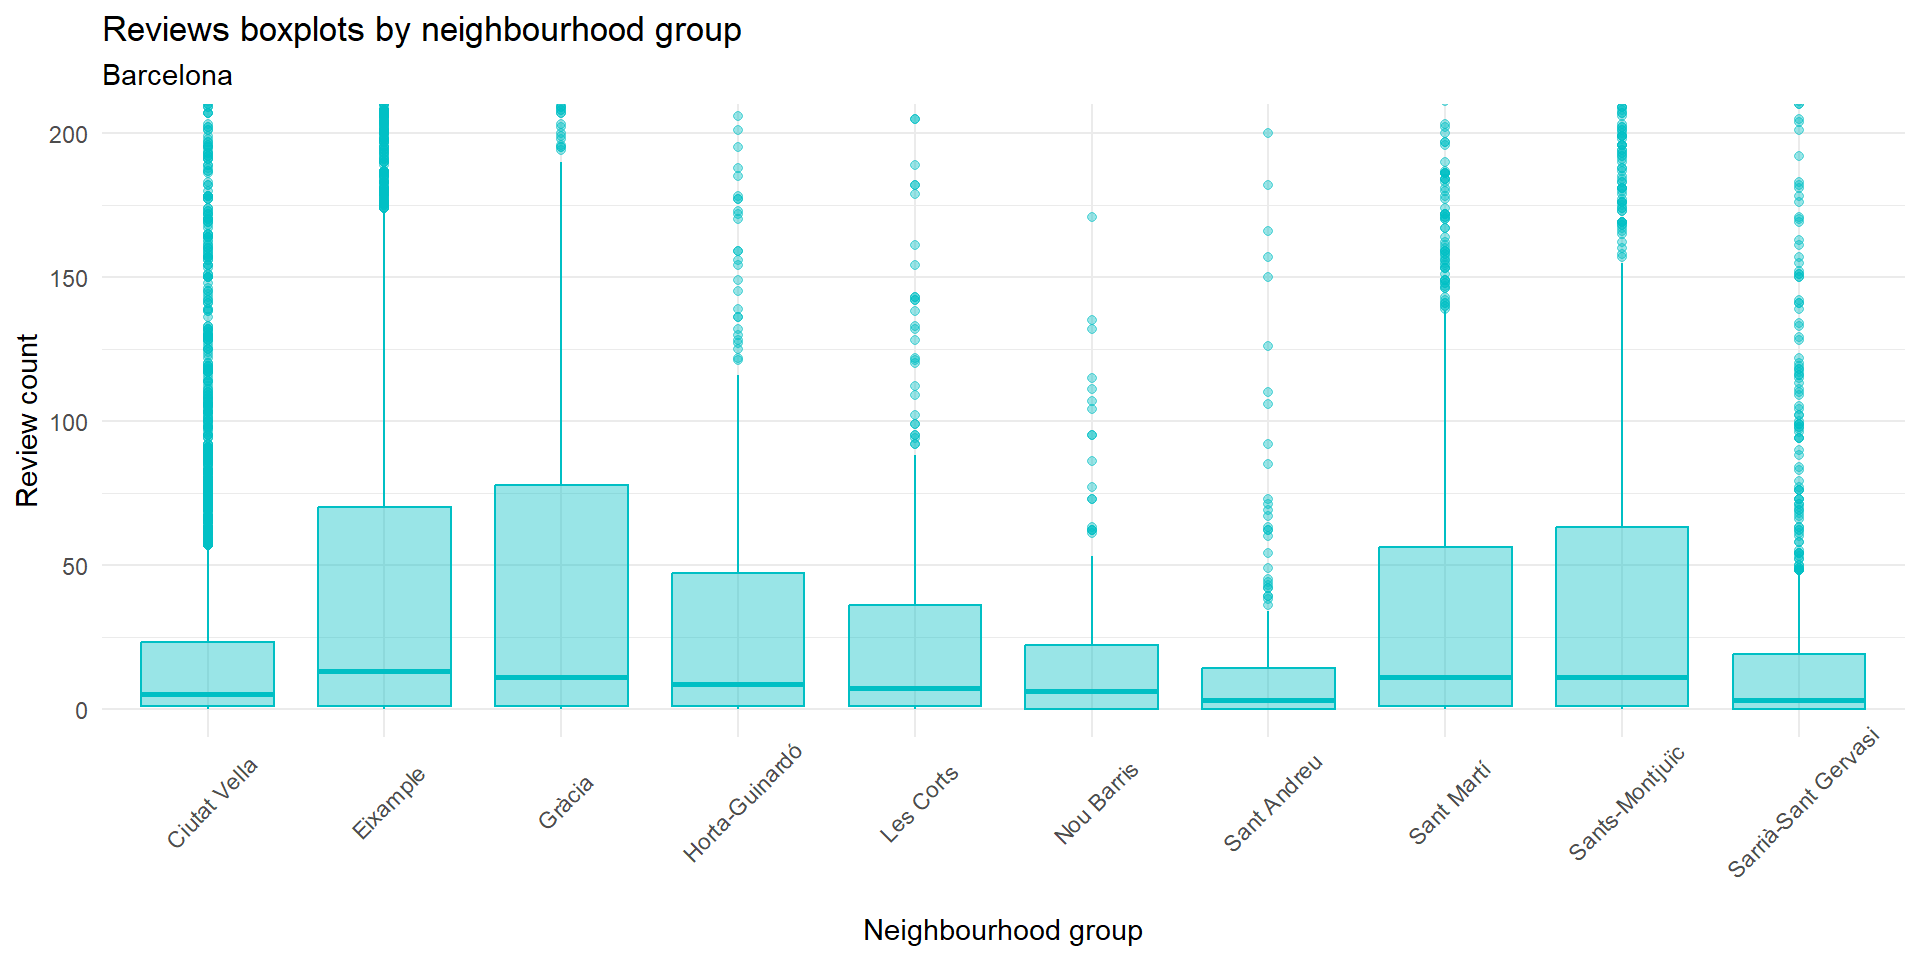 Reviews boxplots by neighbourhood group
Barcelona
Review count
200
150
100
50
0
Ciutat Vella
Eixample
Gràcia
Horta-Guinardó
Les Corts
Nou Barris
Sant Andreu
Sant Martí
Sants-Montjuïc
Sarrià-Sant Gervasi
Neighbourhood group